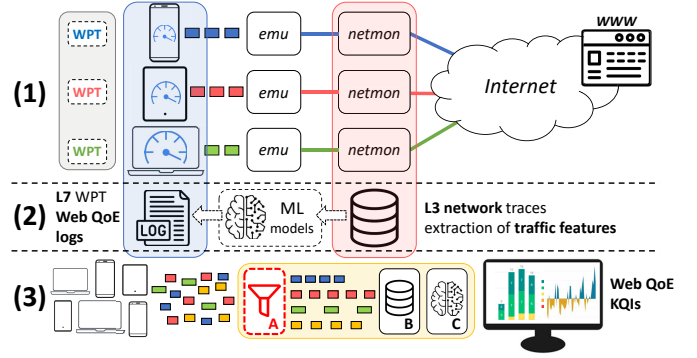 WWW
WPT
emu
netmon
(1)
WPT
emu
netmon
Internet
WPT
emu
netmon
(2)
L7 WPT
Web QoE
logs
LOG
ML
models
L3 network traces
extraction of traffic features
(3)
A
B
C
Web QoE
KQIs